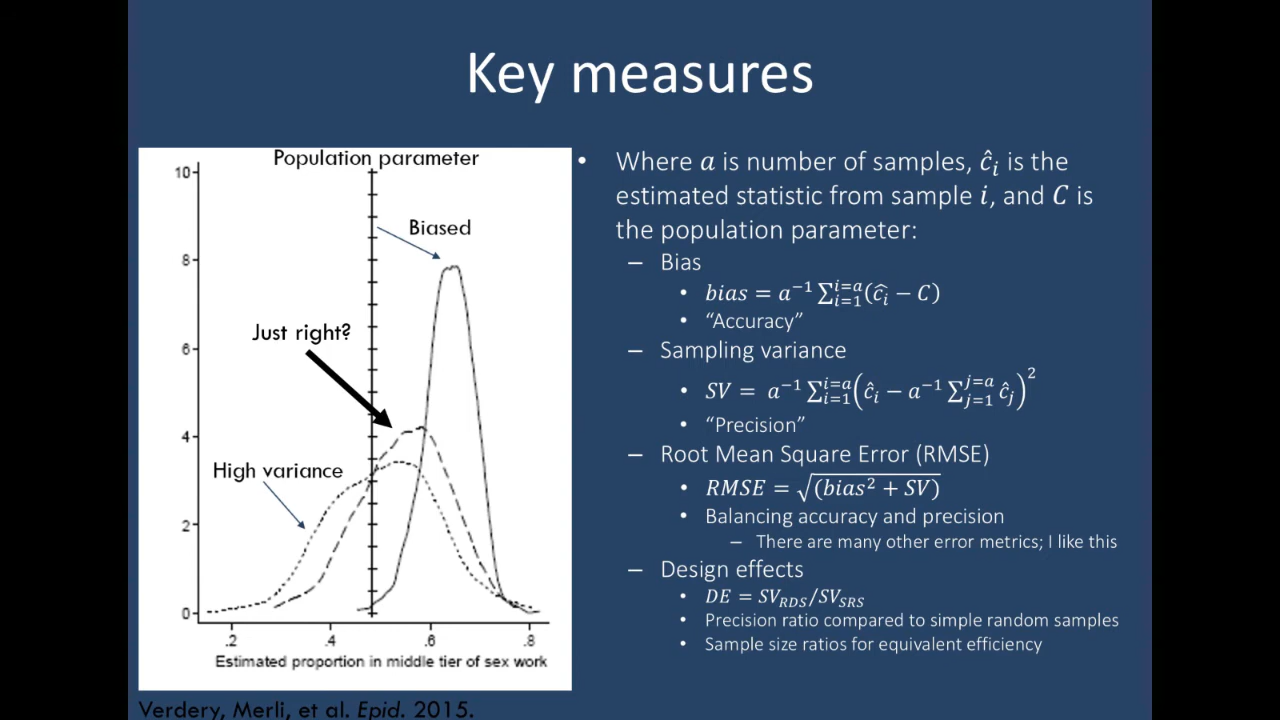 Key measures
Population parameter
10
Biased
8
Just right?
6
4
High variance
2
0
.2 .4 .6 .8
Estimated proportion in middle tier of sex work
Verdery, Merli, et al. Epid. 2015.
• Where a is number of samples, ĉᵢ is the
estimated statistic from sample i, and C is
the population parameter:
– Bias
• bias = a⁻¹ ∑ᵢ₌₁ⁱ⁼ᵃ(ĉᵢ − C)
• “Accuracy”
– Sampling variance
• SV = a⁻¹ ∑ᵢ₌₁ⁱ⁼ᵃ(ĉᵢ − a⁻¹ ∑ⱼ₌₁ʲ⁼ᵃ ĉⱼ)²
• “Precision”
– Root Mean Square Error (RMSE)
• RMSE = √(bias² + SV)
• Balancing accuracy and precision
– There are many other error metrics; I like this
– Design effects
• DE = SV_RDS/SV_SRS
• Precision ratio compared to simple random samples
• Sample size ratios for equivalent efficiency